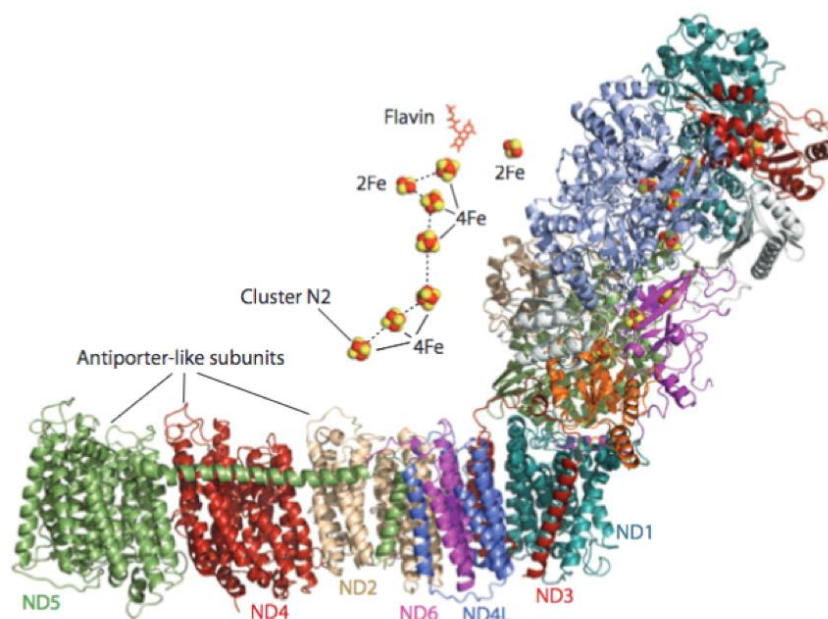 Flavin
2Fe
2Fe
4Fe
Cluster N2
4Fe
Antiporter-like subunits
ND1
ND5
ND4
ND2
ND6
ND4L
ND3